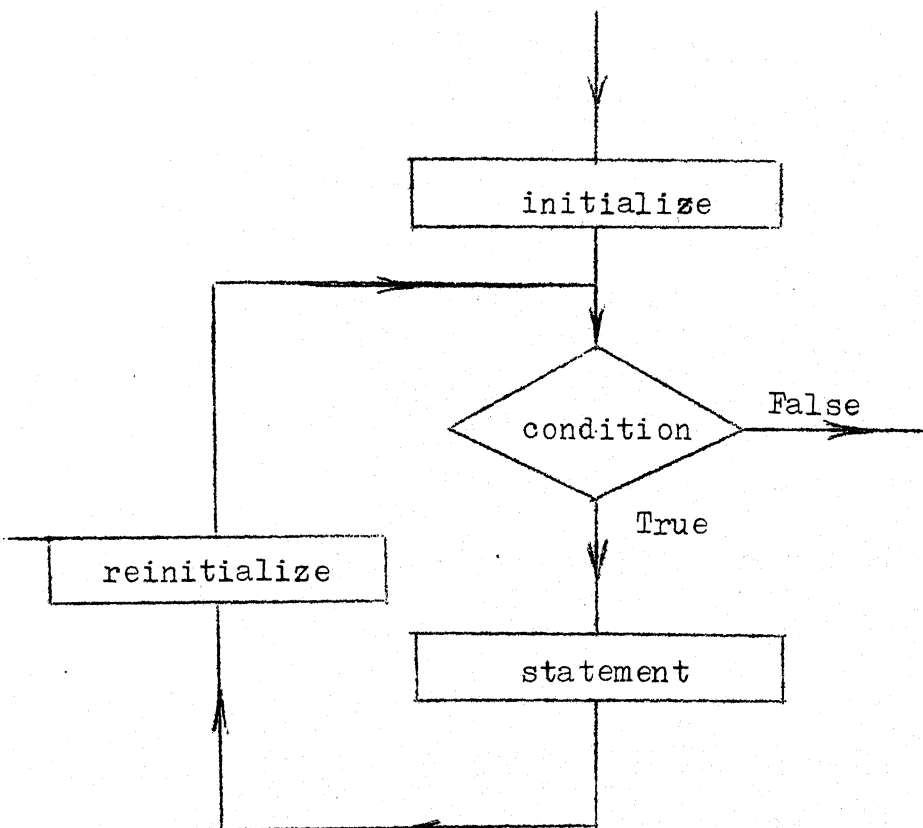 initialize
condition
False
True
reinitialize
statement